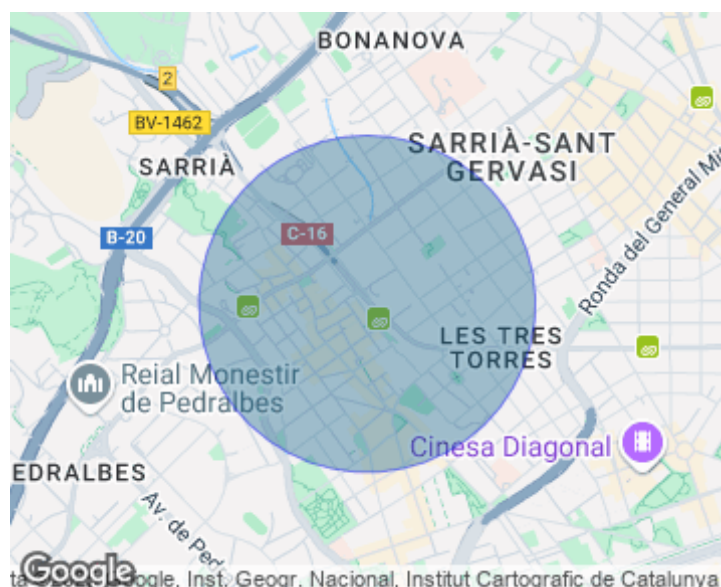 BONANOVA
2
BV-1462
SARRIÀ-SANT
GERVASI
SARRIÀ
C-16
B-20
Ronda del General Mi
LES TRES
TORRES
Reial Monestir
de Pedralbes
Cinesa Diagonal
EDRALBES
Av. de Ped
Google
ogle, Inst. Geogr. Nacional, Institut Cartografic de Catalunya